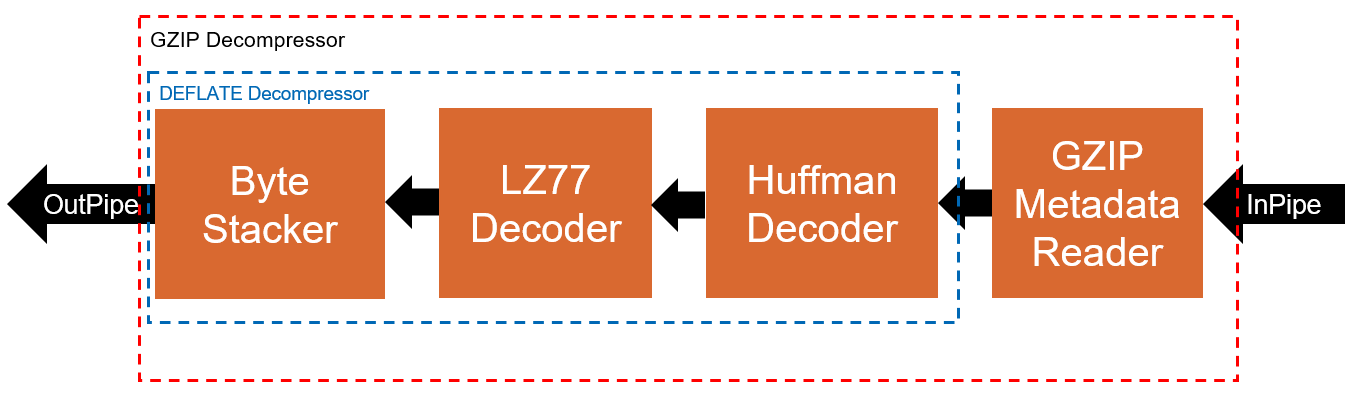 GZIP Decompressor
DEFLATE Decompressor
OutPipe
Byte
Stacker
LZ77
Decoder
Huffman
Decoder
GZIP
Metadata
Reader
InPipe